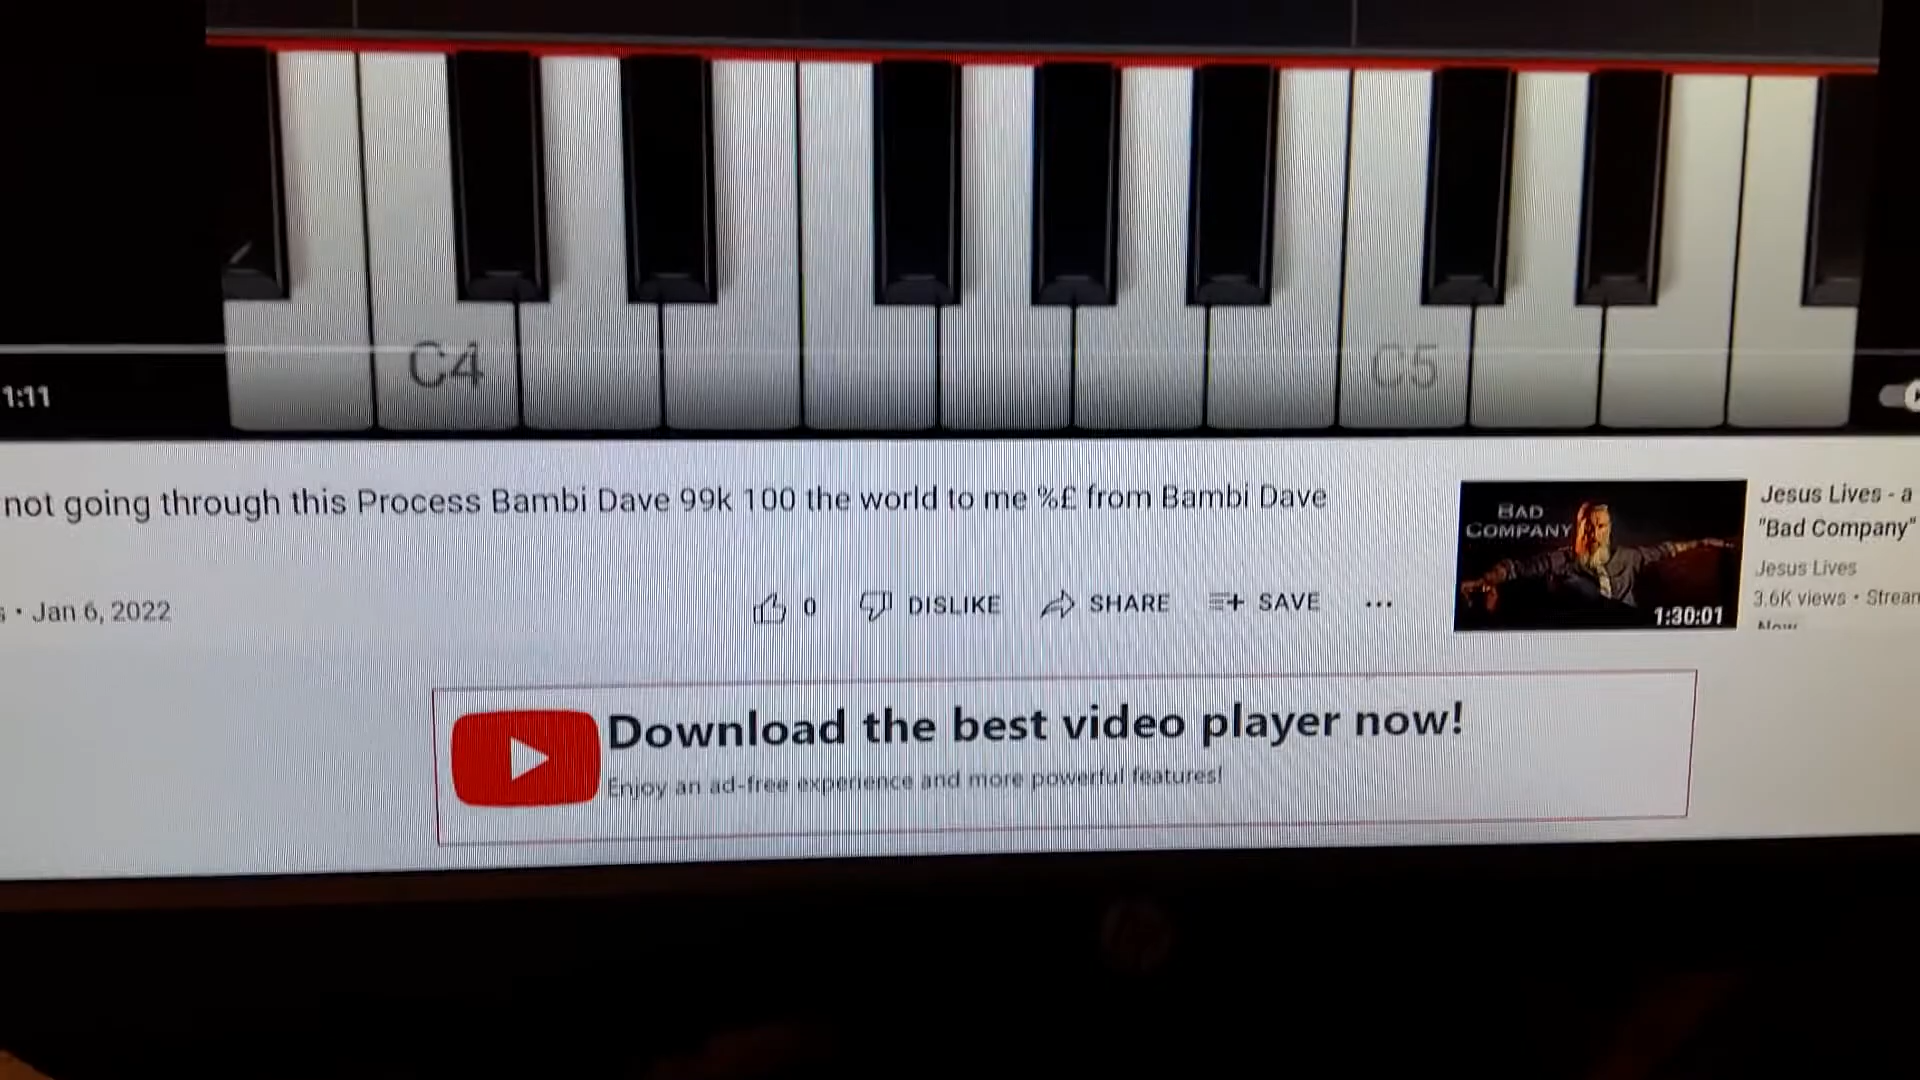 C4
C5
1:11
not going through this Process Bambi Dave 99k 100 the world to me %£ from Bambi Dave
Jan 6, 2022
0
DISLIKE
SHARE
SAVE
...
BAD
COMPANY
1:30:01
Jesus Lives - a
"Bad Company"
Jesus Lives
3.6K views • Strean
Download the best video player now!
Enjoy an ad-free experience and more powerful features!